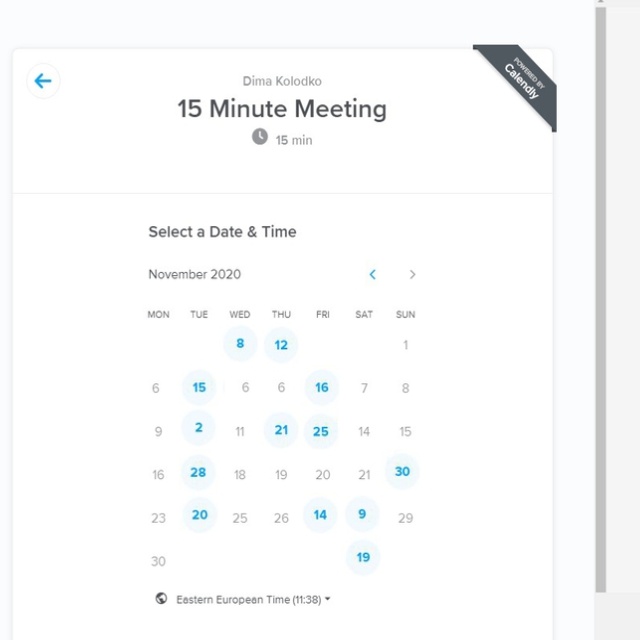 POWERED BY
Calendly
Dima Kolodko
15 Minute Meeting
15 min
Select a Date & Time
November 2020
MON TUE WED THU FRI SAT SUN
8 12 1
6 15 6 6 16 7 8
9 2 11 21 25 14 15
16 28 18 19 20 21 30
23 20 25 26 14 9 29
30 19
Eastern European Time (11:38)